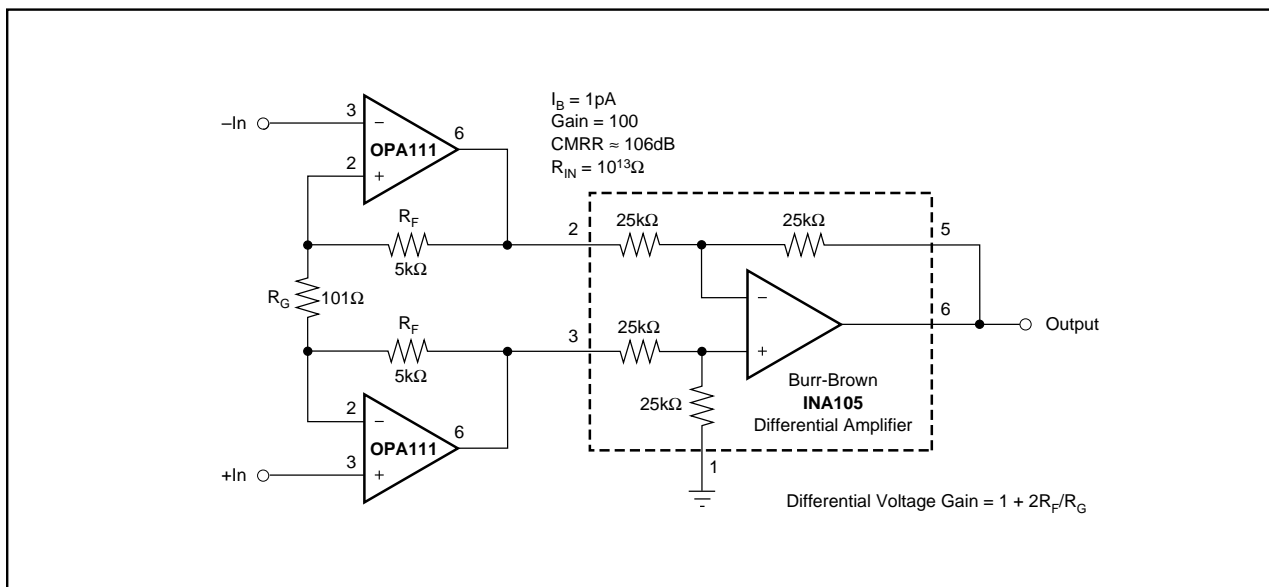 I_B = 1pA
Gain = 100
CMRR ≈ 106dB
R_IN = 10^13Ω
–In
3
–
6
OPA111
2
+
R_F
5kΩ
R_G
101Ω
R_F
5kΩ
2
–
6
OPA111
+In
3
+
2
25kΩ
25kΩ
5
–
6
Output
3
25kΩ
+
25kΩ
Burr-Brown
INA105
Differential Amplifier
1
Differential Voltage Gain = 1 + 2R_F/R_G